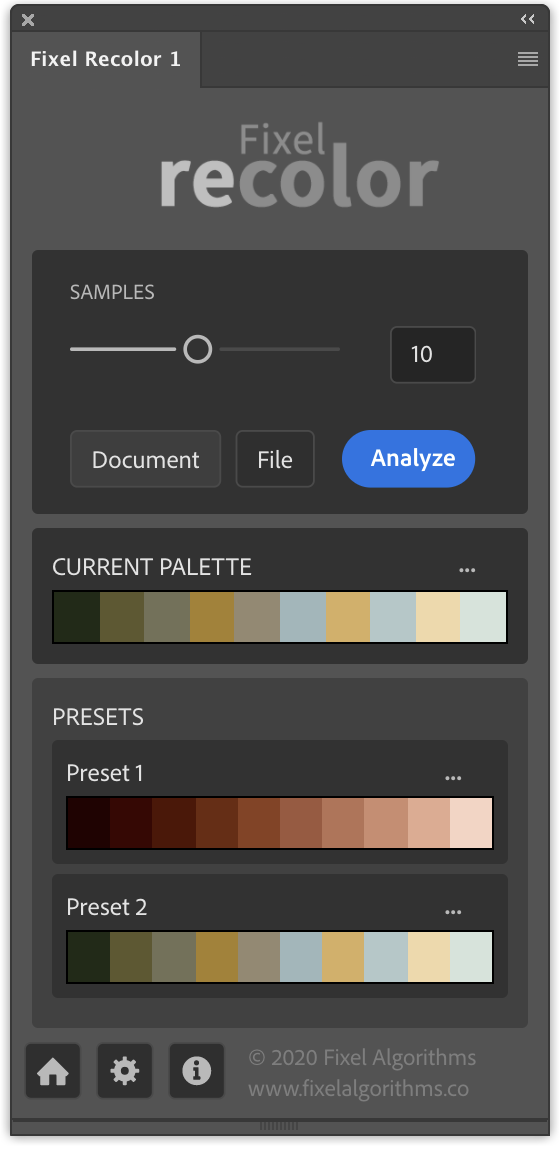 Fixel Recolor 1
Fixel
recolor
SAMPLES
10
Document File Analyze
CURRENT PALETTE ...
PRESETS
Preset 1 ...
Preset 2 ...
© 2020 Fixel Algorithms
www.fixelalgorithms.co